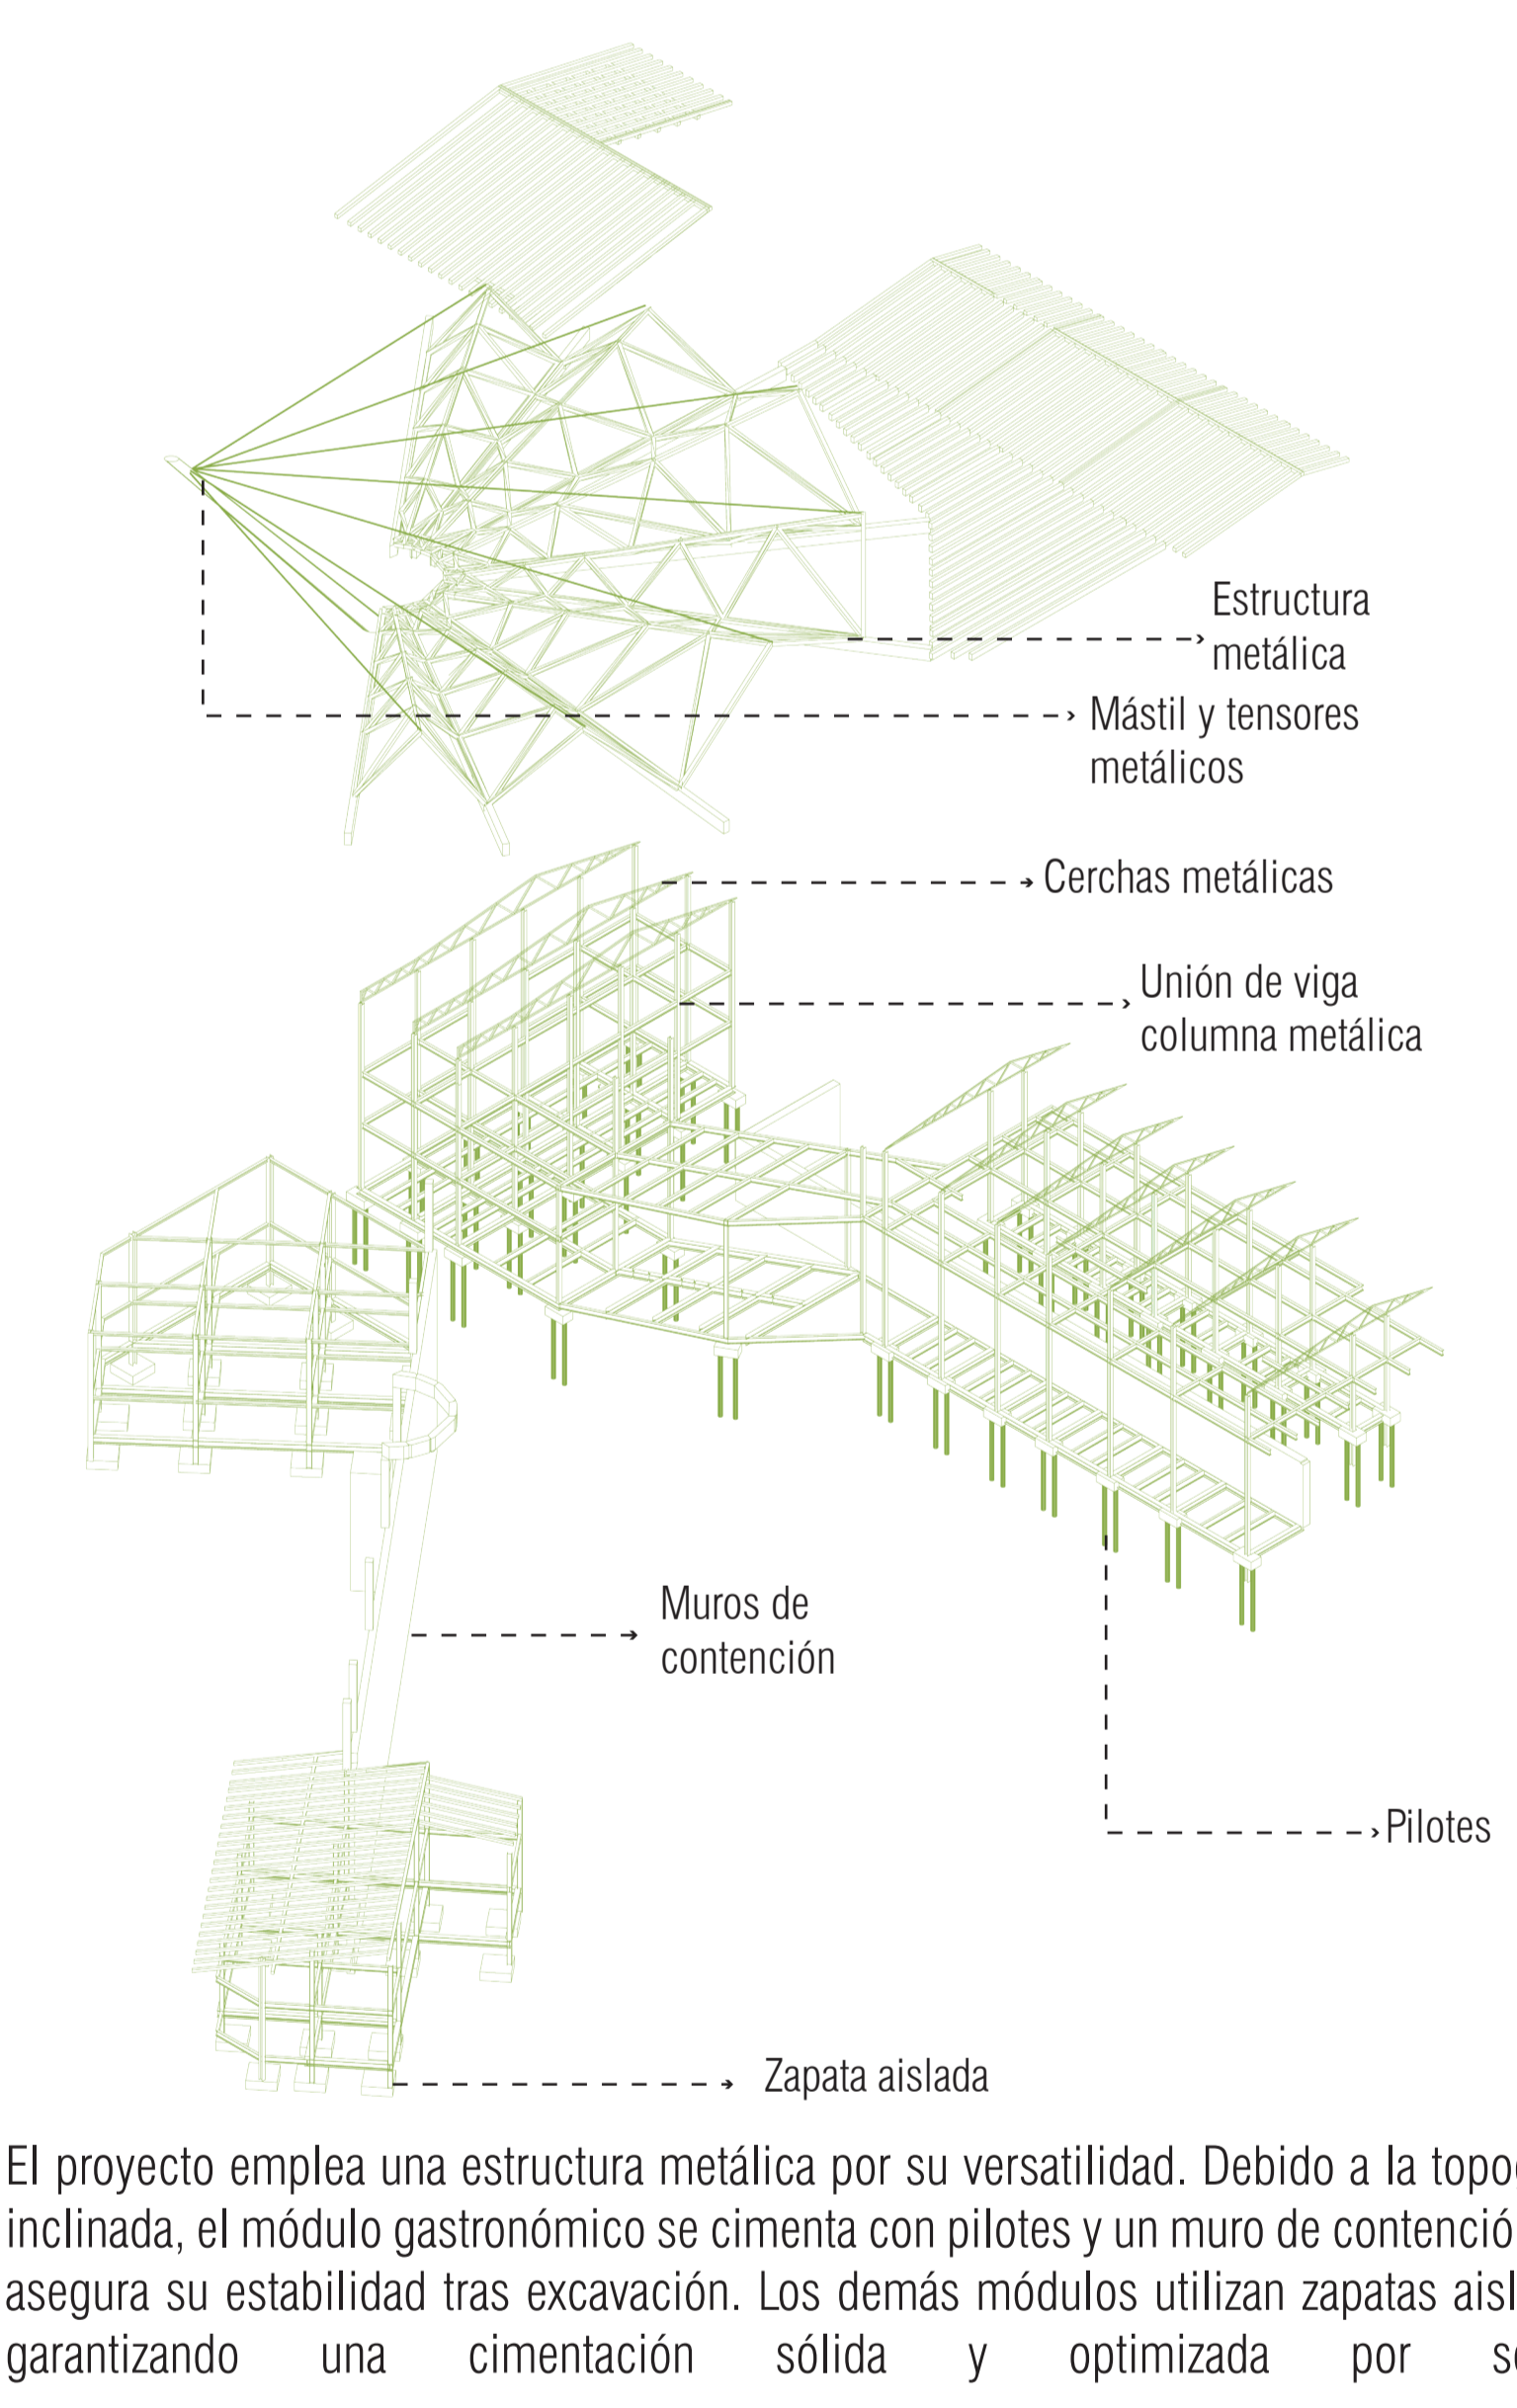 Estructura
metálica
Mástil y tensores
metálicos
Cerchas metálicas
Unión de viga
columna metálica
Muros de
contención
Pilotes
Zapata aislada
El proyecto emplea una estructura metálica por su versatilidad. Debido a la topo
inclinada, el módulo gastronómico se cimenta con pilotes y un muro de contenció
asegura su estabilidad tras excavación. Los demás módulos utilizan zapatas aisl
garantizando una cimentación sólida y optimizada por